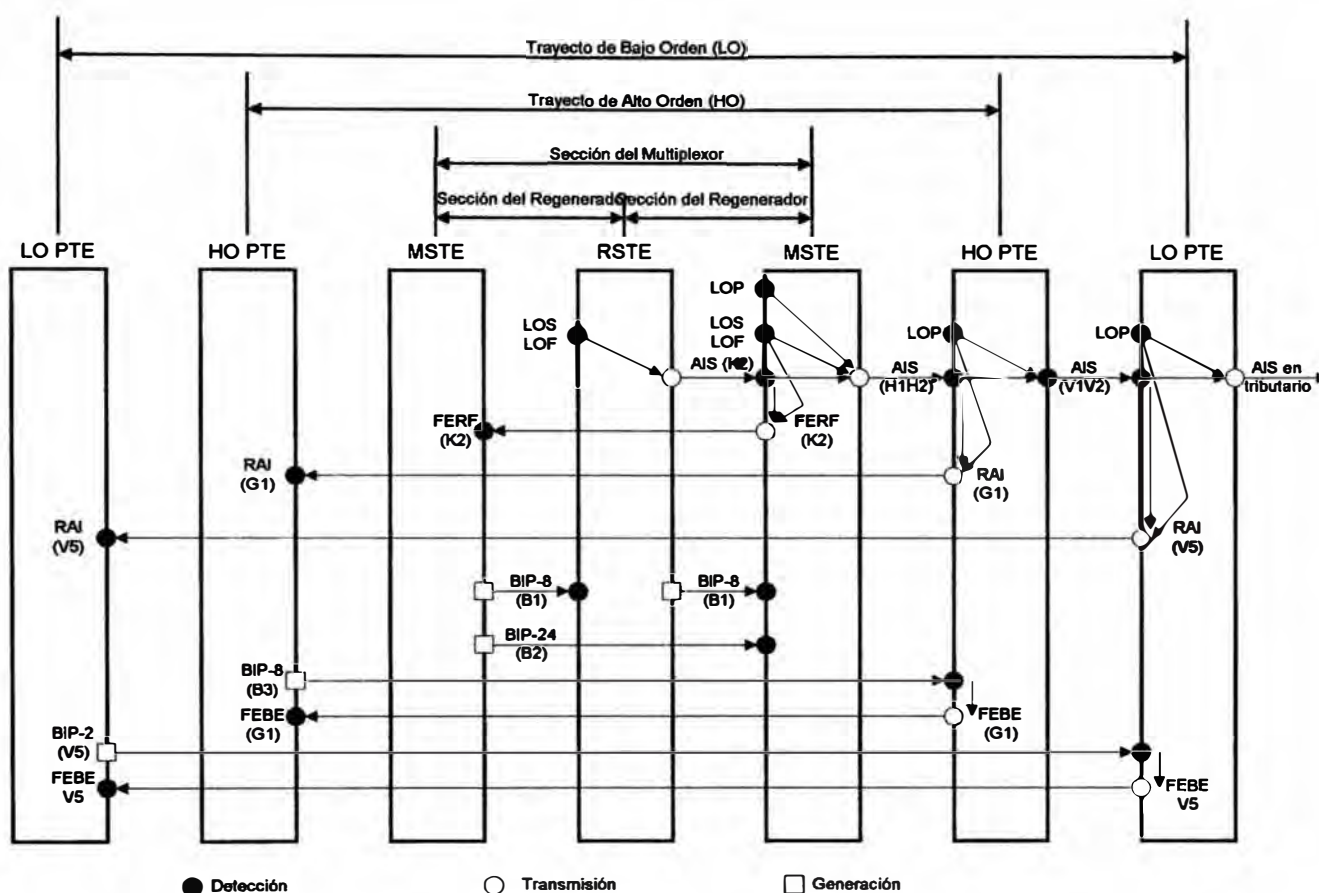 Trayecto de Bajo Orden (LO)
Trayecto de Alto Orden (HO)
Sección del Multiplexor
Sección del Regenerador
Sección del Regenerador
LO PTE
HO PTE
MSTE
RSTE
MSTE
HO PTE
LO PTE
LOP
LOS
LOF
LOS
LOF
LOP
LOP
AIS (K2)
AIS
(H1H2)
AIS
(V1V2)
AIS en
tributario
FERF
(K2)
FERF
(K2)
RAI
(G1)
RAI
(G1)
RAI
(V5)
RAI
(V5)
BIP-8
(B1)
BIP-8
(B1)
BIP-24
(B2)
BIP-8
(B3)
FEBE
(G1)
FEBE
(G1)
BIP-2
(V5)
FEBE
V5
FEBE
V5
Detección
Transmisión
Generación